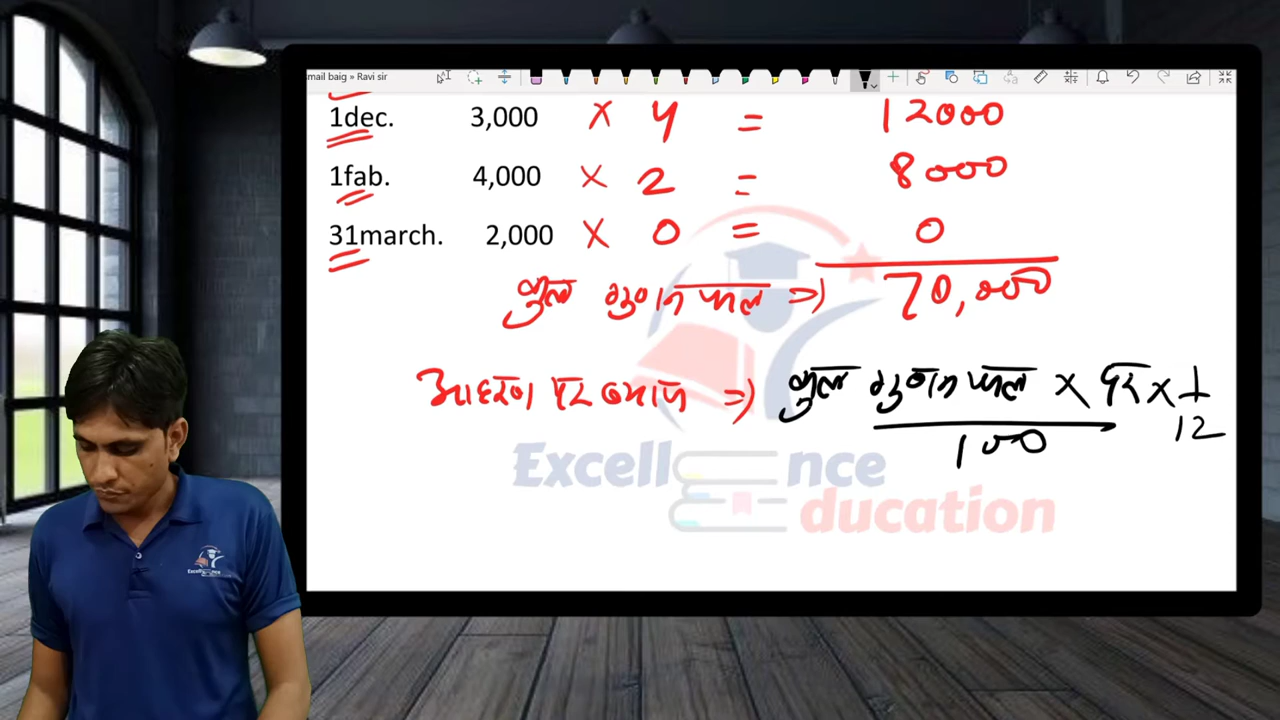 mail baig » Ravi sir
1dec. 3,000 × 4 = 12000
1fab. 4,000 × 2 = 8000
31march. 2,000 × 0 = 0
कुल गुणनफल ⇒ 70,000
आहरण पर ब्याज ⇒ कुल गुणनफल × दर × 1
100 12
Excellence
ducation